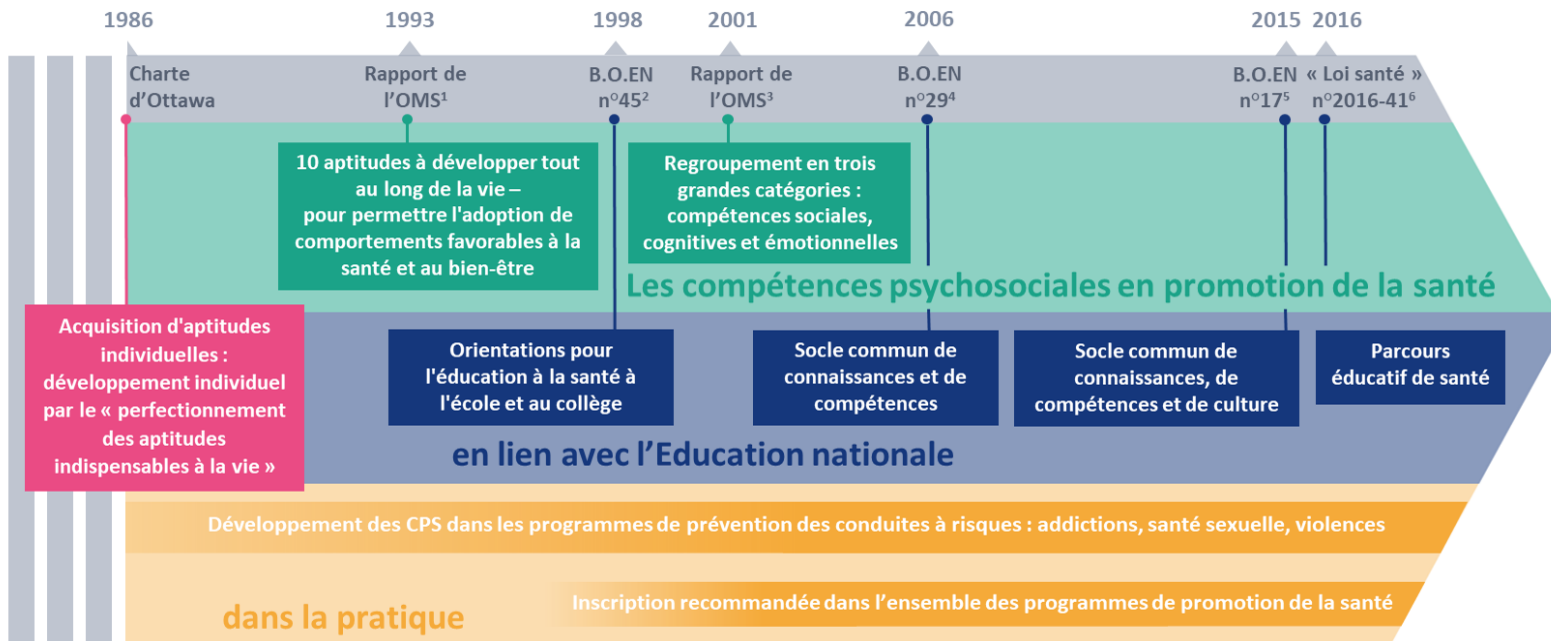 1986
1993
1998
2001
2006
2015
2016
Charte
d’Ottawa
Rapport de
l’OMS¹
B.O.EN
n°45²
Rapport de
l’OMS³
B.O.EN
n°29⁴
B.O.EN
n°17⁵
« Loi santé »
n°2016-41⁶
10 aptitudes à développer tout
au long de la vie –
pour permettre l'adoption de
comportements favorables à la
santé et au bien-être
Regroupement en trois
grandes catégories :
compétences sociales,
cognitives et émotionnelles
Les compétences psychosociales en promotion de la santé
Acquisition d'aptitudes
individuelles :
développement individuel
par le « perfectionnement
des aptitudes
indispensables à la vie »
Orientations pour
l'éducation à la santé à
l'école et au collège
Socle commun de
connaissances et de
compétences
Socle commun de
connaissances, de
compétences et de culture
Parcours
éducatif de santé
en lien avec l’Education nationale
Développement des CPS dans les programmes de prévention des conduites à risques : addictions, santé sexuelle, violences
Inscription recommandée dans l’ensemble des programmes de promotion de la santé
dans la pratique